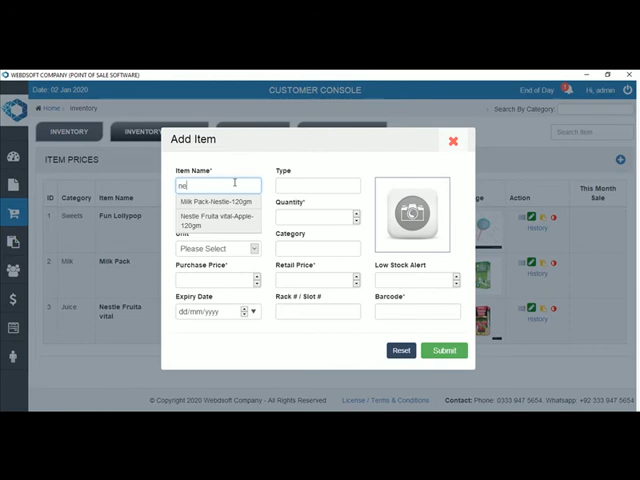 WEBDSOFT COMPANY (POINT OF SALE SOFTWARE)
Date: 02 Jan 2020
CUSTOMER CONSOLE
End of Day
Hi, admin
Home
Inventory
Search By Category
INVENTORY
INVENTO
Search Item
Add Item
ITEM PRICES
Item Name*
Type
ne
Milk Pack-Nestle-120gm
Nestle Fruita vital-Apple-
120gm
Quantity*
Unit
Category
Please Select
Purchase Price*
Retail Price*
Low Stock Alert
Expiry Date
Rack # / Slot #
Barcode*
dd/mm/yyyy
Reset
Submit
ID
Category
Item Name
This Month
Sale
1
Sweets
Fun Lollypop
History
2
Milk
Milk Pack
History
3
Juice
Nestle Fruita
vital
History
© Copyright 2020 Webdsoft Company - All Rights Reserved
License / Terms & Conditions
Contact: Phone: 0333 947 5654. Whatsapp: +92 333 947 5654